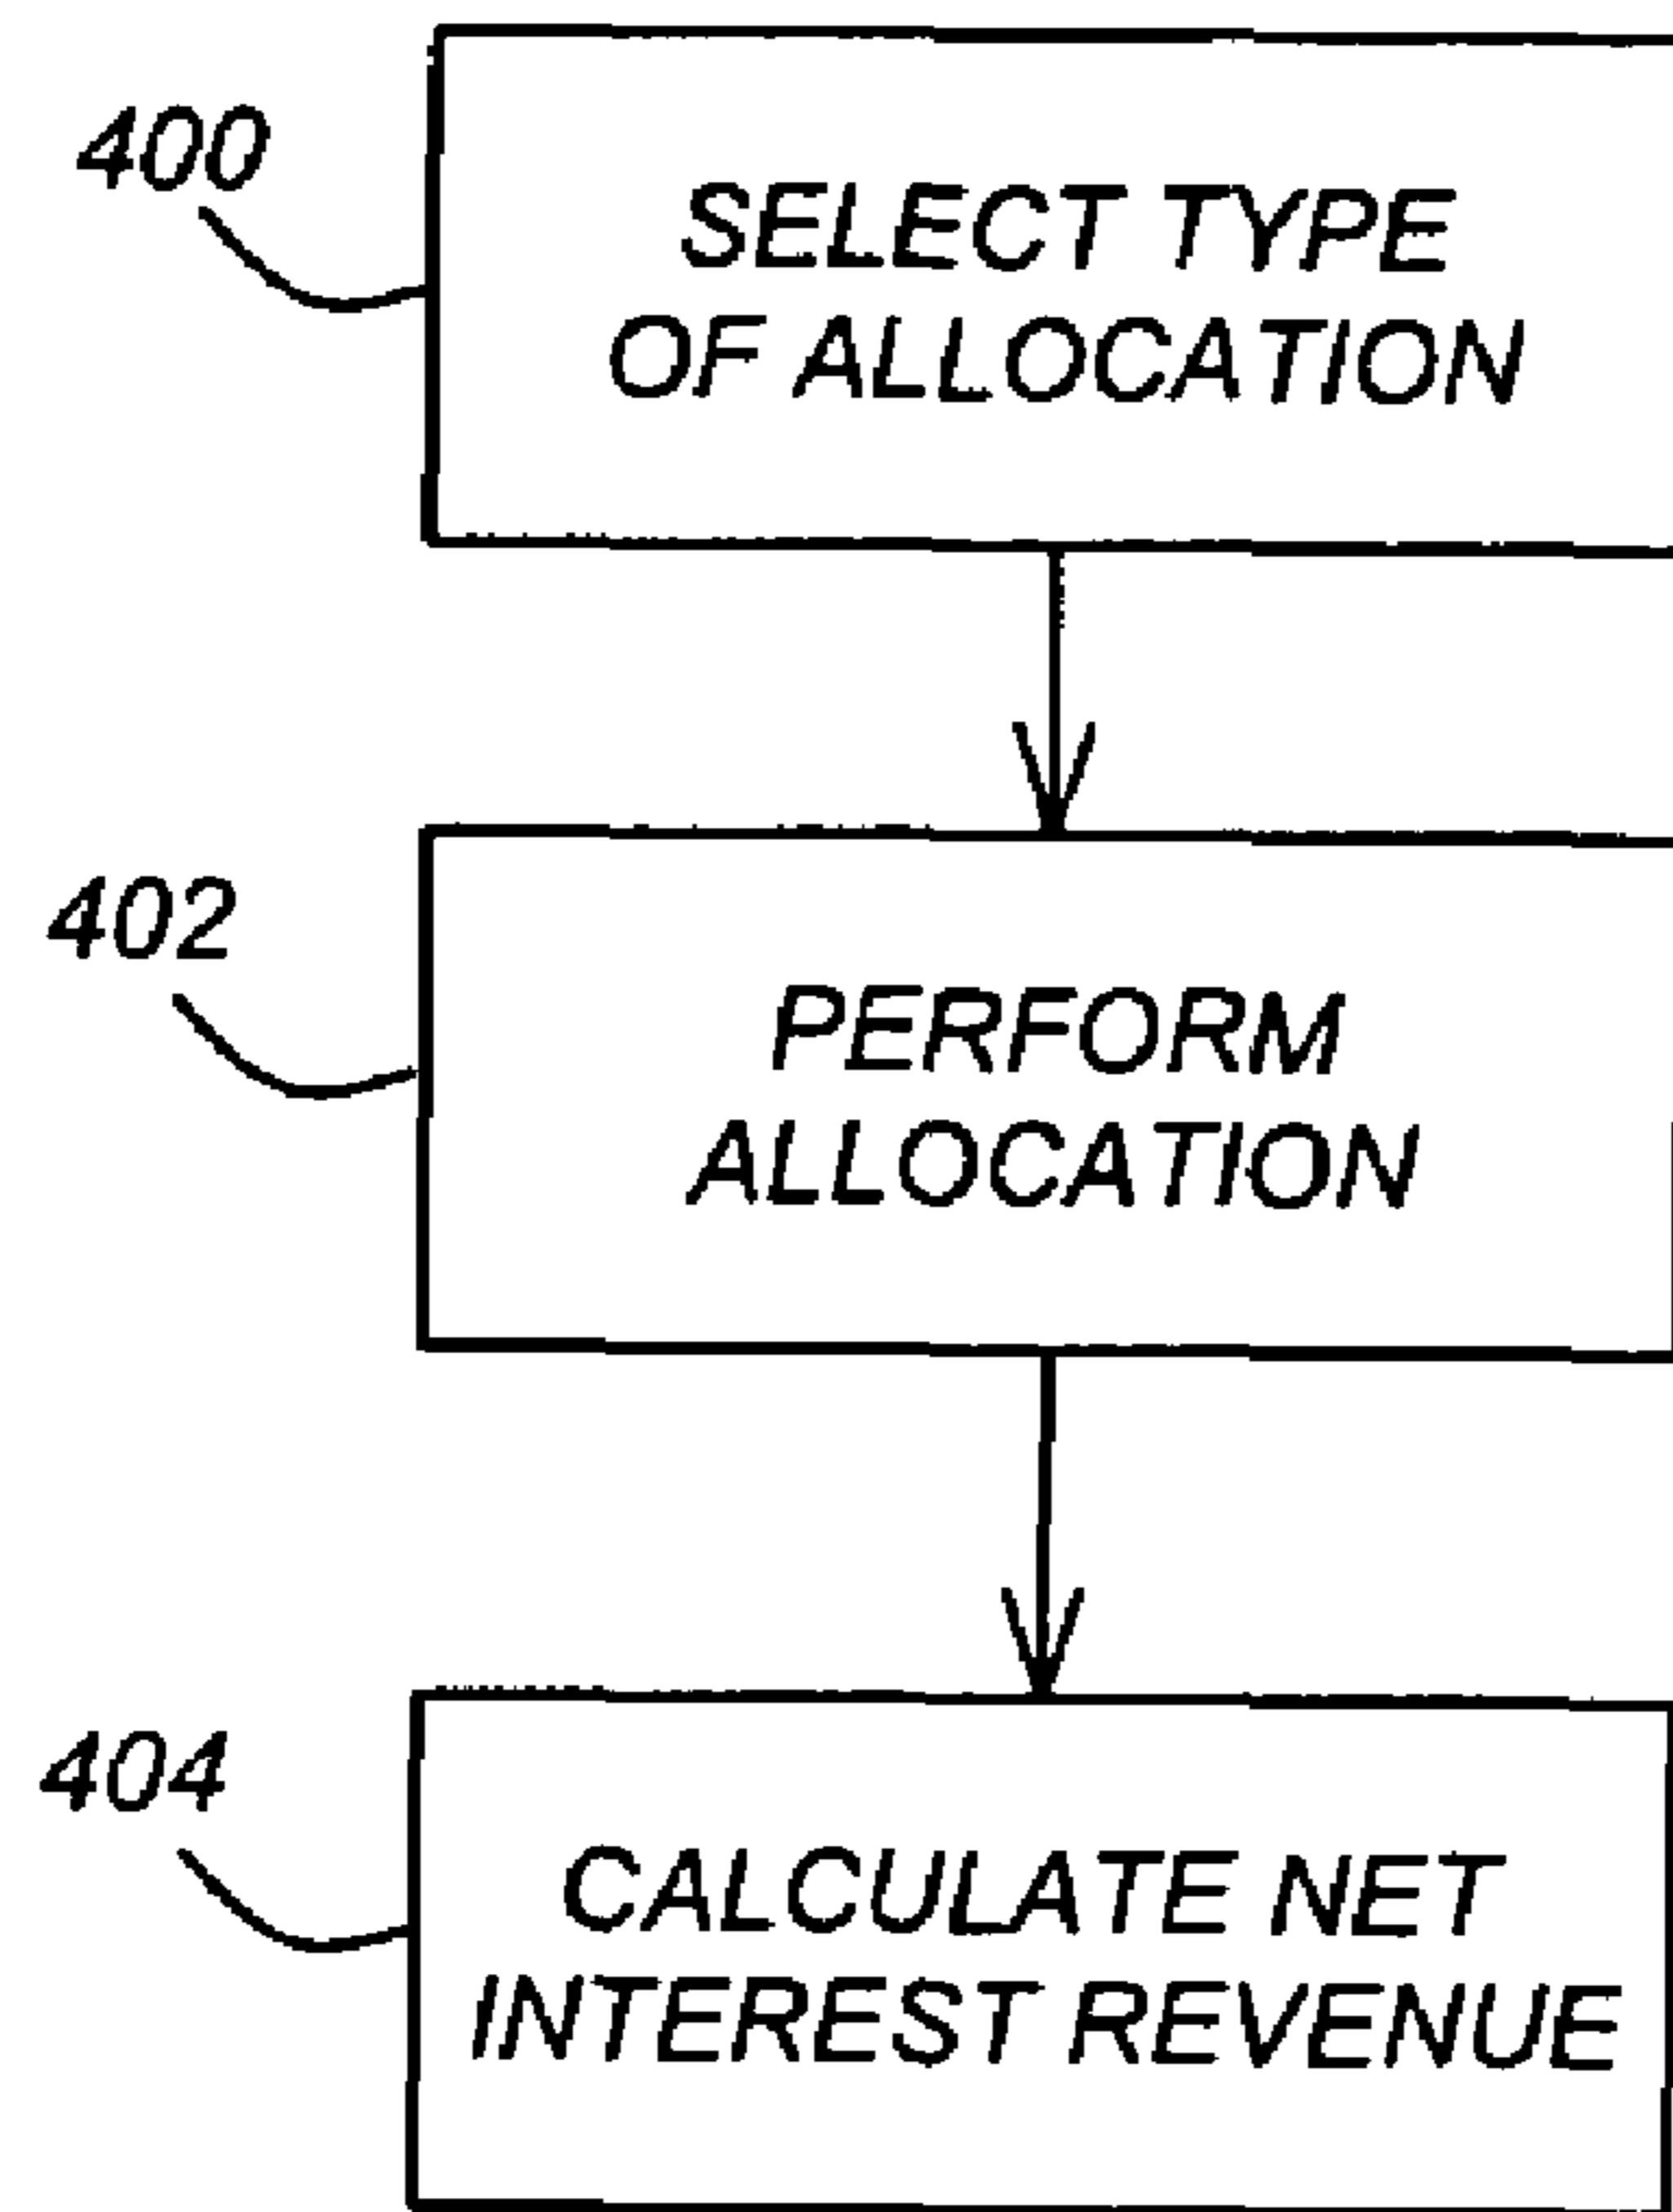 400
SELECT TYPE
OF ALLOCATION
402
PERFORM
ALLOCATION
404
CALCULATE NET
INTEREST REVENUE